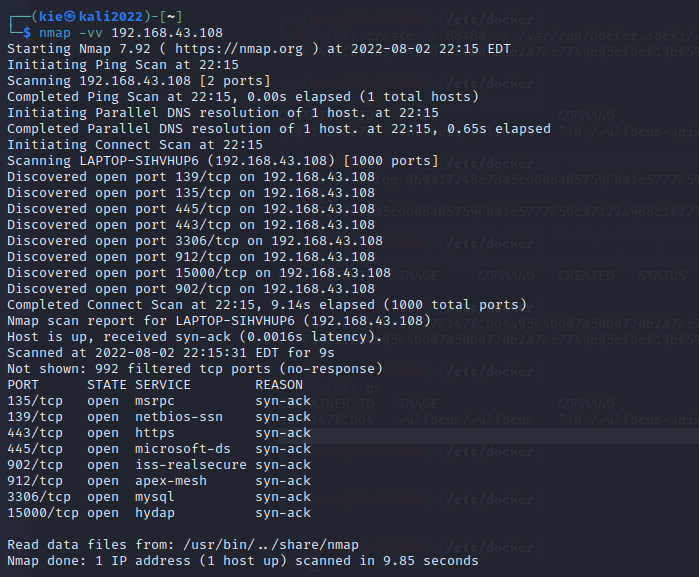 ┌──(kie㉿kali2022)-[~]
└─$ nmap -vv 192.168.43.108
Starting Nmap 7.92 ( https://nmap.org ) at 2022-08-02 22:15 EDT
Initiating Ping Scan at 22:15
Scanning 192.168.43.108 [2 ports]
Completed Ping Scan at 22:15, 0.00s elapsed (1 total hosts)
Initiating Parallel DNS resolution of 1 host. at 22:15
Completed Parallel DNS resolution of 1 host. at 22:15, 0.65s elapsed
Initiating Connect Scan at 22:15
Scanning LAPTOP-SIHVHUP6 (192.168.43.108) [1000 ports]
Discovered open port 139/tcp on 192.168.43.108
Discovered open port 135/tcp on 192.168.43.108
Discovered open port 445/tcp on 192.168.43.108
Discovered open port 443/tcp on 192.168.43.108
Discovered open port 3306/tcp on 192.168.43.108
Discovered open port 912/tcp on 192.168.43.108
Discovered open port 15000/tcp on 192.168.43.108
Discovered open port 902/tcp on 192.168.43.108
Completed Connect Scan at 22:15, 9.14s elapsed (1000 total ports)
Nmap scan report for LAPTOP-SIHVHUP6 (192.168.43.108)
Host is up, received syn-ack (0.0016s latency).
Scanned at 2022-08-02 22:15:31 EDT for 9s
Not shown: 992 filtered tcp ports (no-response)
PORT      STATE SERVICE       REASON
135/tcp   open  msrpc         syn-ack
139/tcp   open  netbios-ssn   syn-ack
443/tcp   open  https         syn-ack
445/tcp   open  microsoft-ds  syn-ack
902/tcp   open  iss-realsecure syn-ack
912/tcp   open  apex-mesh     syn-ack
3306/tcp  open  mysql         syn-ack
15000/tcp open  hydap         syn-ack
Read data files from: /usr/bin/../share/nmap
Nmap done: 1 IP address (1 host up) scanned in 9.85 seconds